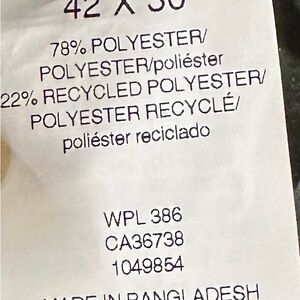 42 X 30
78% POLYESTER/
POLYESTER/poliéster
22% RECYCLED POLYESTER/
POLYESTER RECYCLÉ/
poliéster reciclado
WPL 386
CA36738
1049854
MADE IN BANGLADESH